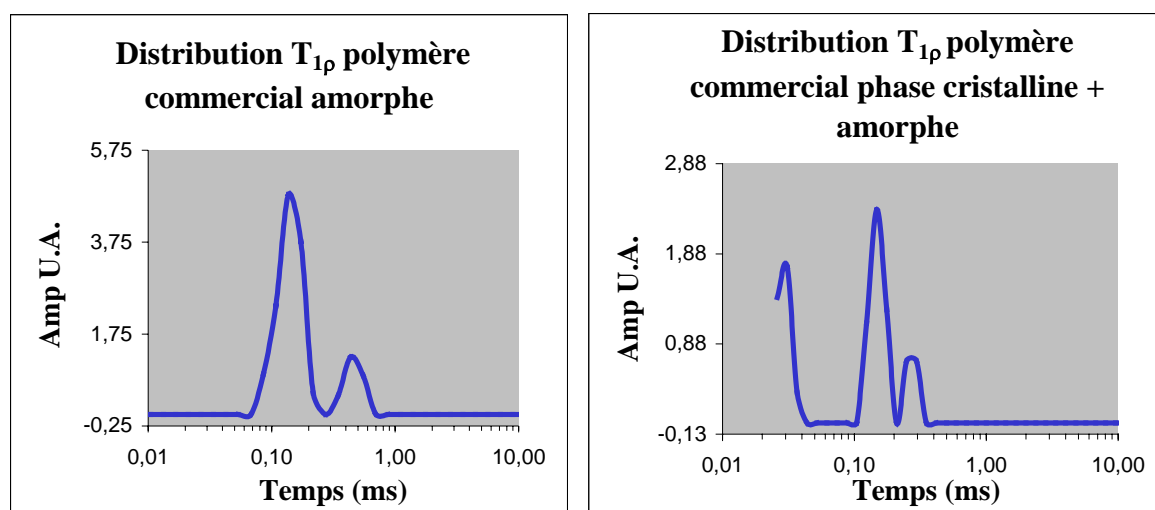 Distribution T1ρ polymère
commercial amorphe
5,75
3,75
1,75
-0,25
Amp U.A.
0,01
0,10
1,00
10,00
Temps (ms)
Distribution T1ρ polymère
commercial phase cristalline +
amorphe
2,88
1,88
0,88
-0,13
Amp U.A.
0,01
0,10
1,00
10,00
Temps (ms)